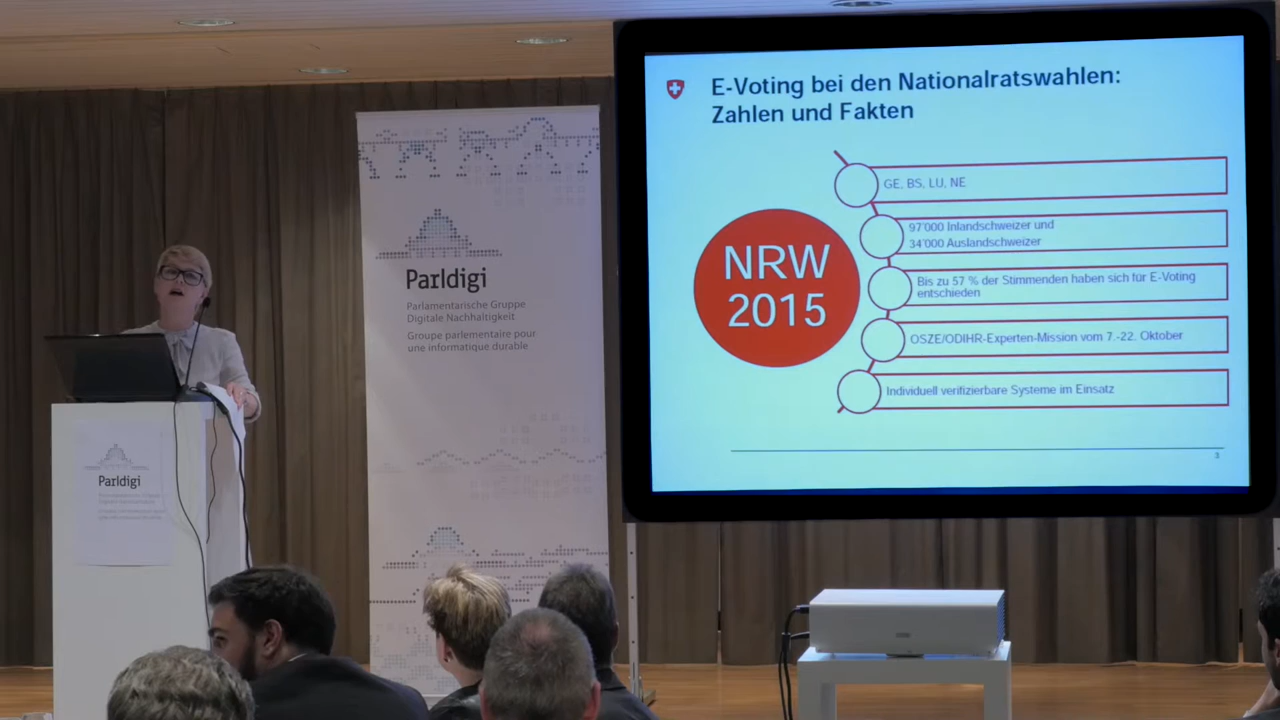 E-Voting bei den Nationalratswahlen:
Zahlen und Fakten
NRW
2015
GE, BS, LU, NE
97'000 Inlandschweizer und
34'000 Auslandschweizer
Bis zu 57 % der Stimmenden haben sich für E-Voting
entschieden
OSZE/ODIHR-Experten-Mission vom 7.-22. Oktober
Individuell verifizierbare Systeme im Einsatz
3
Parldigi
Parlamentarische Gruppe
Digitale Nachhaltigkeit
Groupe parlementaire pour
une informatique durable
Parldigi